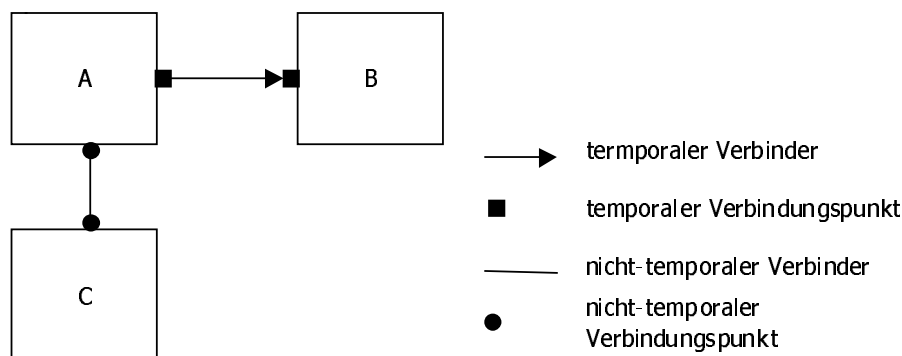 A
B
C
termporaler Verbinder
temporaler Verbindungspunkt
nicht-temporaler Verbinder
nicht-temporaler
Verbindungspunkt